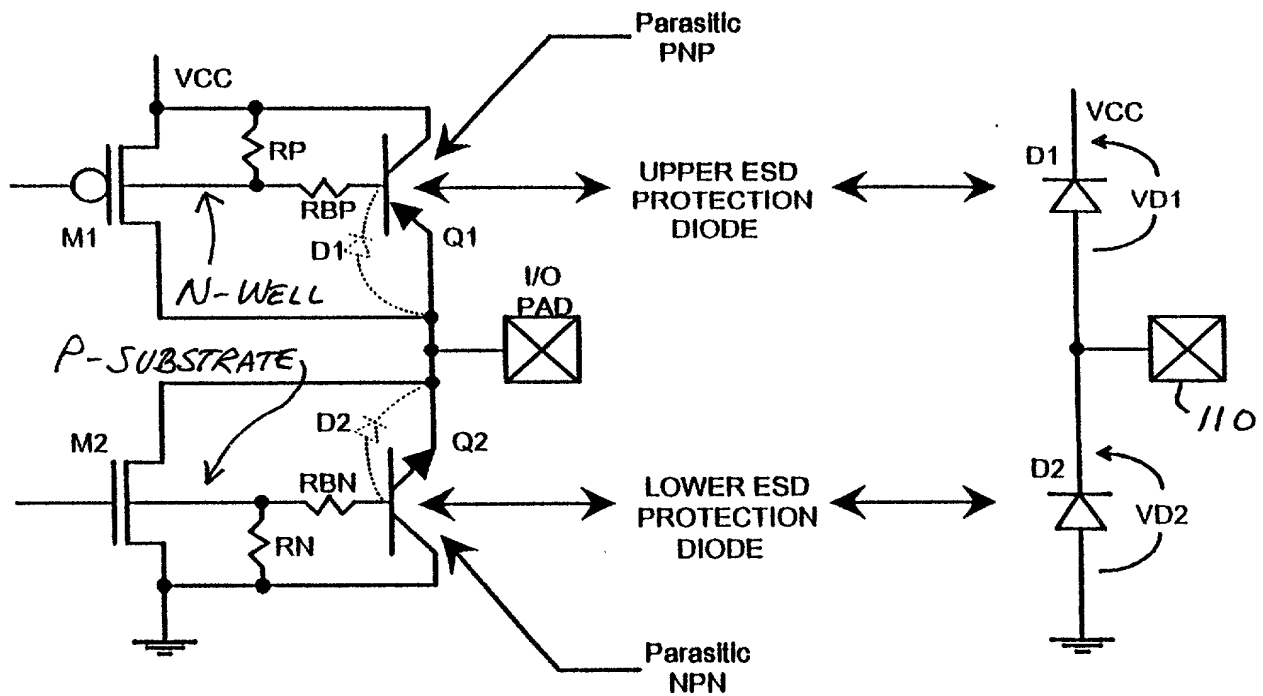 Parasitic
PNP
VCC
RP
RBP
M1
D1
Q1
N-WELL
UPPER ESD
PROTECTION
DIODE
VCC
D1
VD1
I/O
PAD
P-SUBSTRATE
110
M2
D2
Q2
RBN
RN
LOWER ESD
PROTECTION
DIODE
D2
VD2
Parasitic
NPN